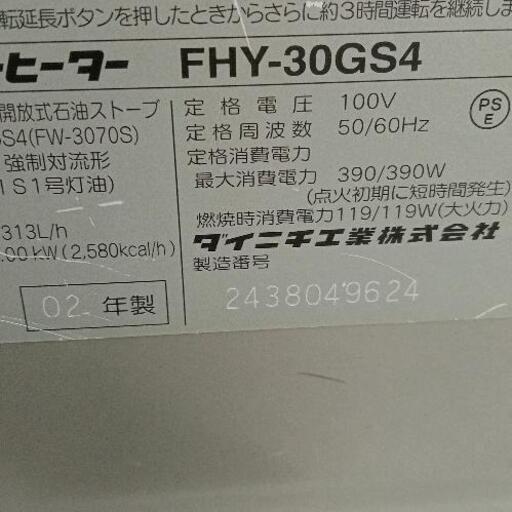 転延長ボタンを押したときからさらに約3時間運転を継続しま
ーヒーター FHY-30GS4
開放式石油ストーブ
GS4(FW-3070S)
強制対流形
IS1号灯油)
313L/h
.00kW(2,580kcal/h)
02 年製
定格電圧 100V
定格周波数 50/60Hz
定格消費電力
最大消費電力 390/390W
(点火初期に短時間発生)
燃焼時消費電力119/119W(大火力)
ダイニチ工業株式会社
製造番号
2438049624
PS
E